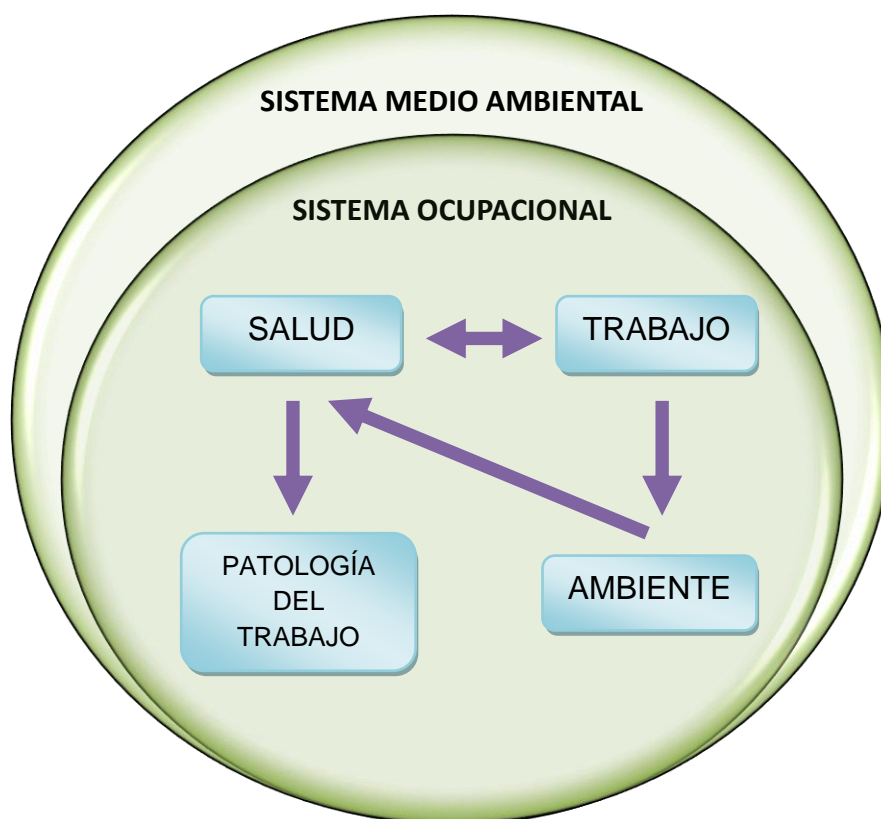 SISTEMA MEDIO AMBIENTAL
SISTEMA OCUPACIONAL
SALUD
TRABAJO
PATOLOGÍA
DEL
TRABAJO
AMBIENTE